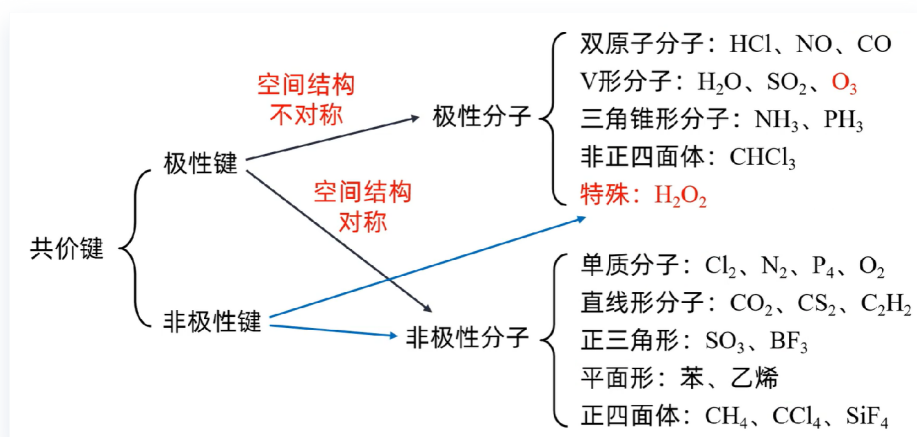 共价键
极性键
非极性键
空间结构
不对称
空间结构
对称
极性分子
双原子分子：HCl、NO、CO
V形分子：H₂O、SO₂、O₃
三角锥形分子：NH₃、PH₃
非正四面体：CHCl₃
特殊：H₂O₂
非极性分子
单质分子：Cl₂、N₂、P₄、O₂
直线形分子：CO₂、CS₂、C₂H₂
正三角形：SO₃、BF₃
平面形：苯、乙烯
正四面体：CH₄、CCl₄、SiF₄